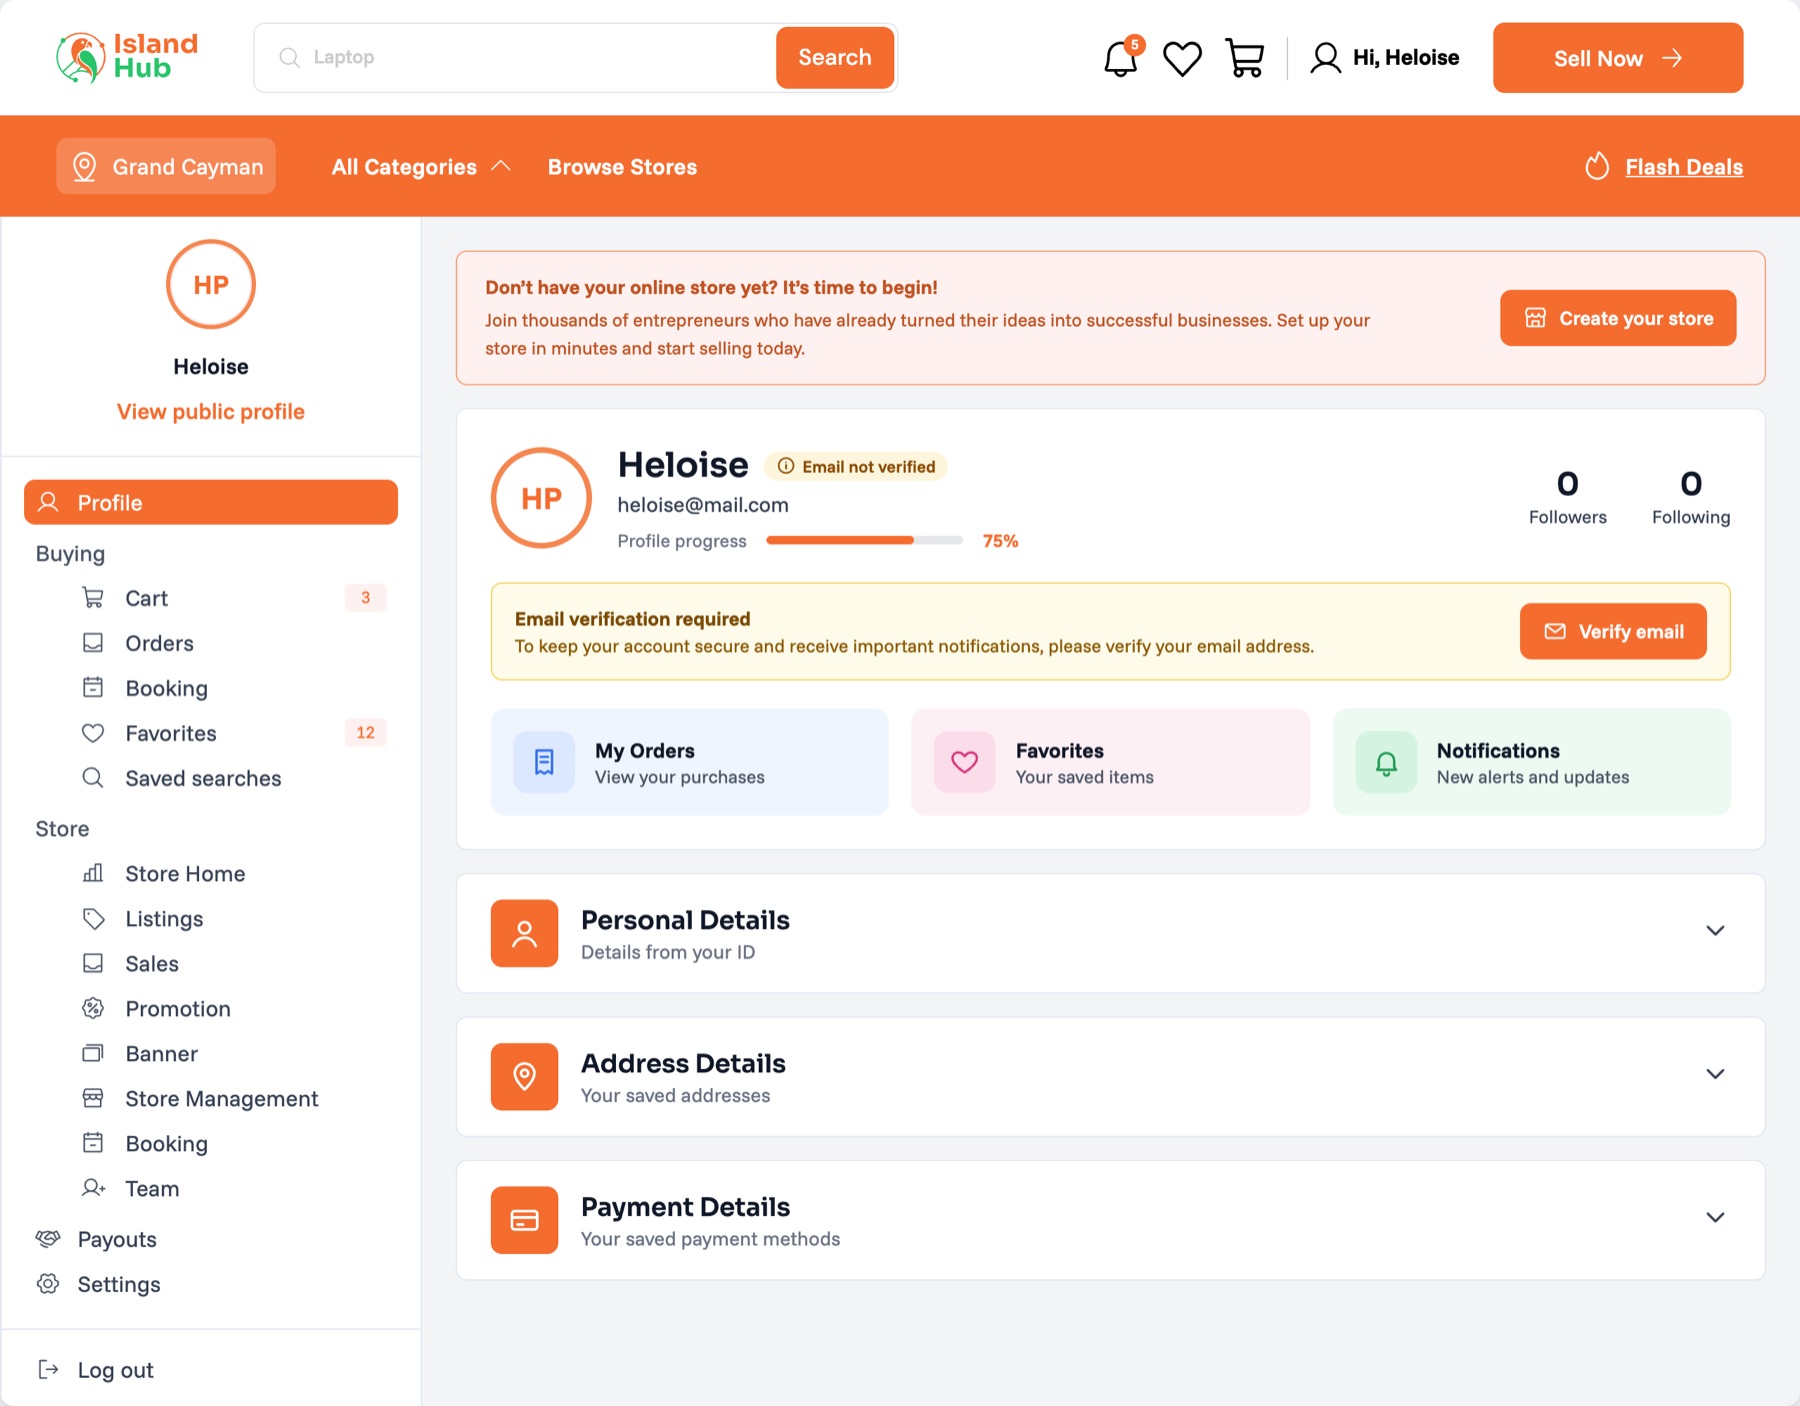 Island
Hub
Laptop
Search
5
Hi, Heloise
Sell Now
Grand Cayman
All Categories
Browse Stores
Flash Deals
HP
Heloise
View public profile
Profile
Buying
Cart
3
Orders
Booking
Favorites
12
Saved searches
Store
Store Home
Listings
Sales
Promotion
Banner
Store Management
Booking
Team
Payouts
Settings
Log out
Don't have your online store yet? It's time to begin!
Join thousands of entrepreneurs who have already turned their ideas into successful businesses. Set up your
store in minutes and start selling today.
Create your store
HP
Heloise
Email not verified
heloise@mail.com
Profile progress
75%
0
Followers
0
Following
Email verification required
To keep your account secure and receive important notifications, please verify your email address.
Verify email
My Orders
View your purchases
Favorites
Your saved items
Notifications
New alerts and updates
Personal Details
Details from your ID
Address Details
Your saved addresses
Payment Details
Your saved payment methods